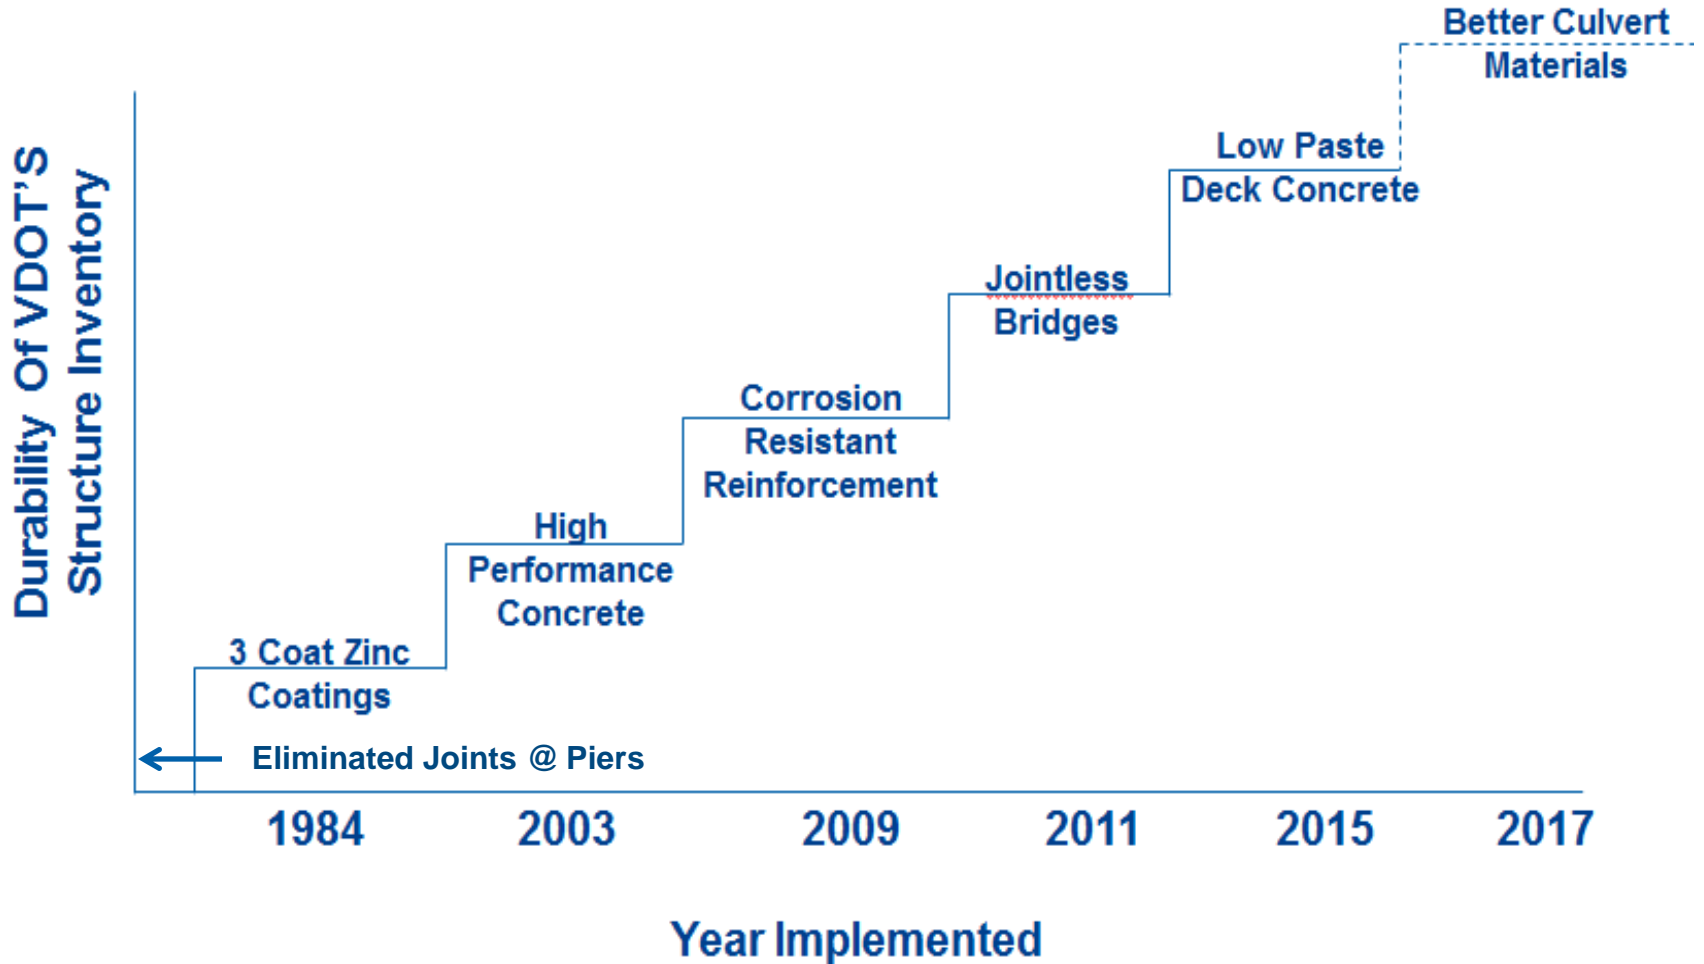 Better Culvert
Materials
Low Paste
Deck Concrete
Jointless
Bridges
Corrosion
Resistant
Reinforcement
High
Performance
Concrete
3 Coat Zinc
Coatings
Eliminated Joints @ Piers
Durability Of VDOT'S
Structure Inventory
1984 2003 2009 2011 2015 2017
Year Implemented